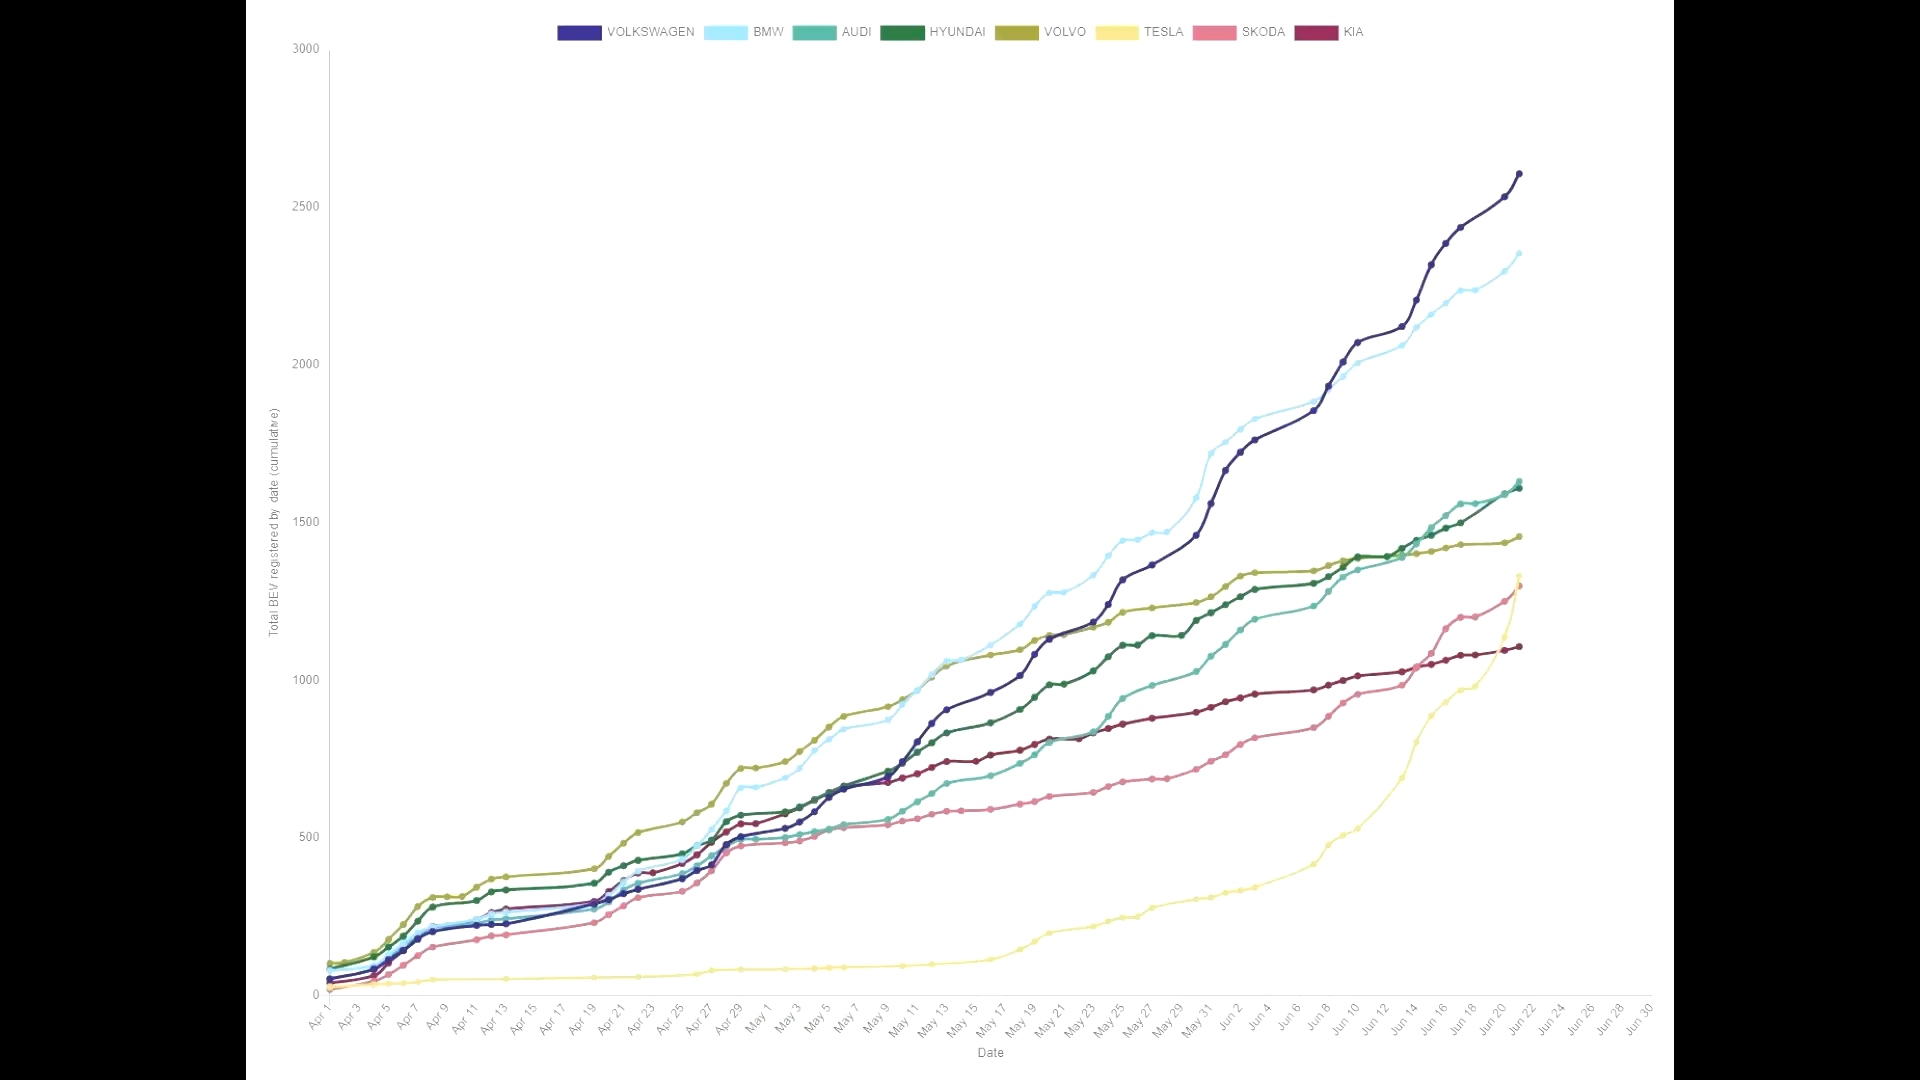 VOLKSWAGEN BMW AUDI HYUNDAI VOLVO TESLA SKODA KIA
3000
2500
2000
1500
1000
500
0
Total BEV registered by date (cumulative)
Apr 1 Apr 3 Apr 5 Apr 7 Apr 9 Apr 11 Apr 13 Apr 15 Apr 17 Apr 19 Apr 21 Apr 23 Apr 25 Apr 27 Apr 29 May 1 May 3 May 5 May 7 May 9 May 11 May 13 May 15 May 17 May 19 May 21 May 23 May 25 May 27 May 29 May 31 Jun 2 Jun 4 Jun 6 Jun 8 Jun 10 Jun 12 Jun 14 Jun 16 Jun 18 Jun 20 Jun 22 Jun 24 Jun 26 Jun 28 Jun 30
Date